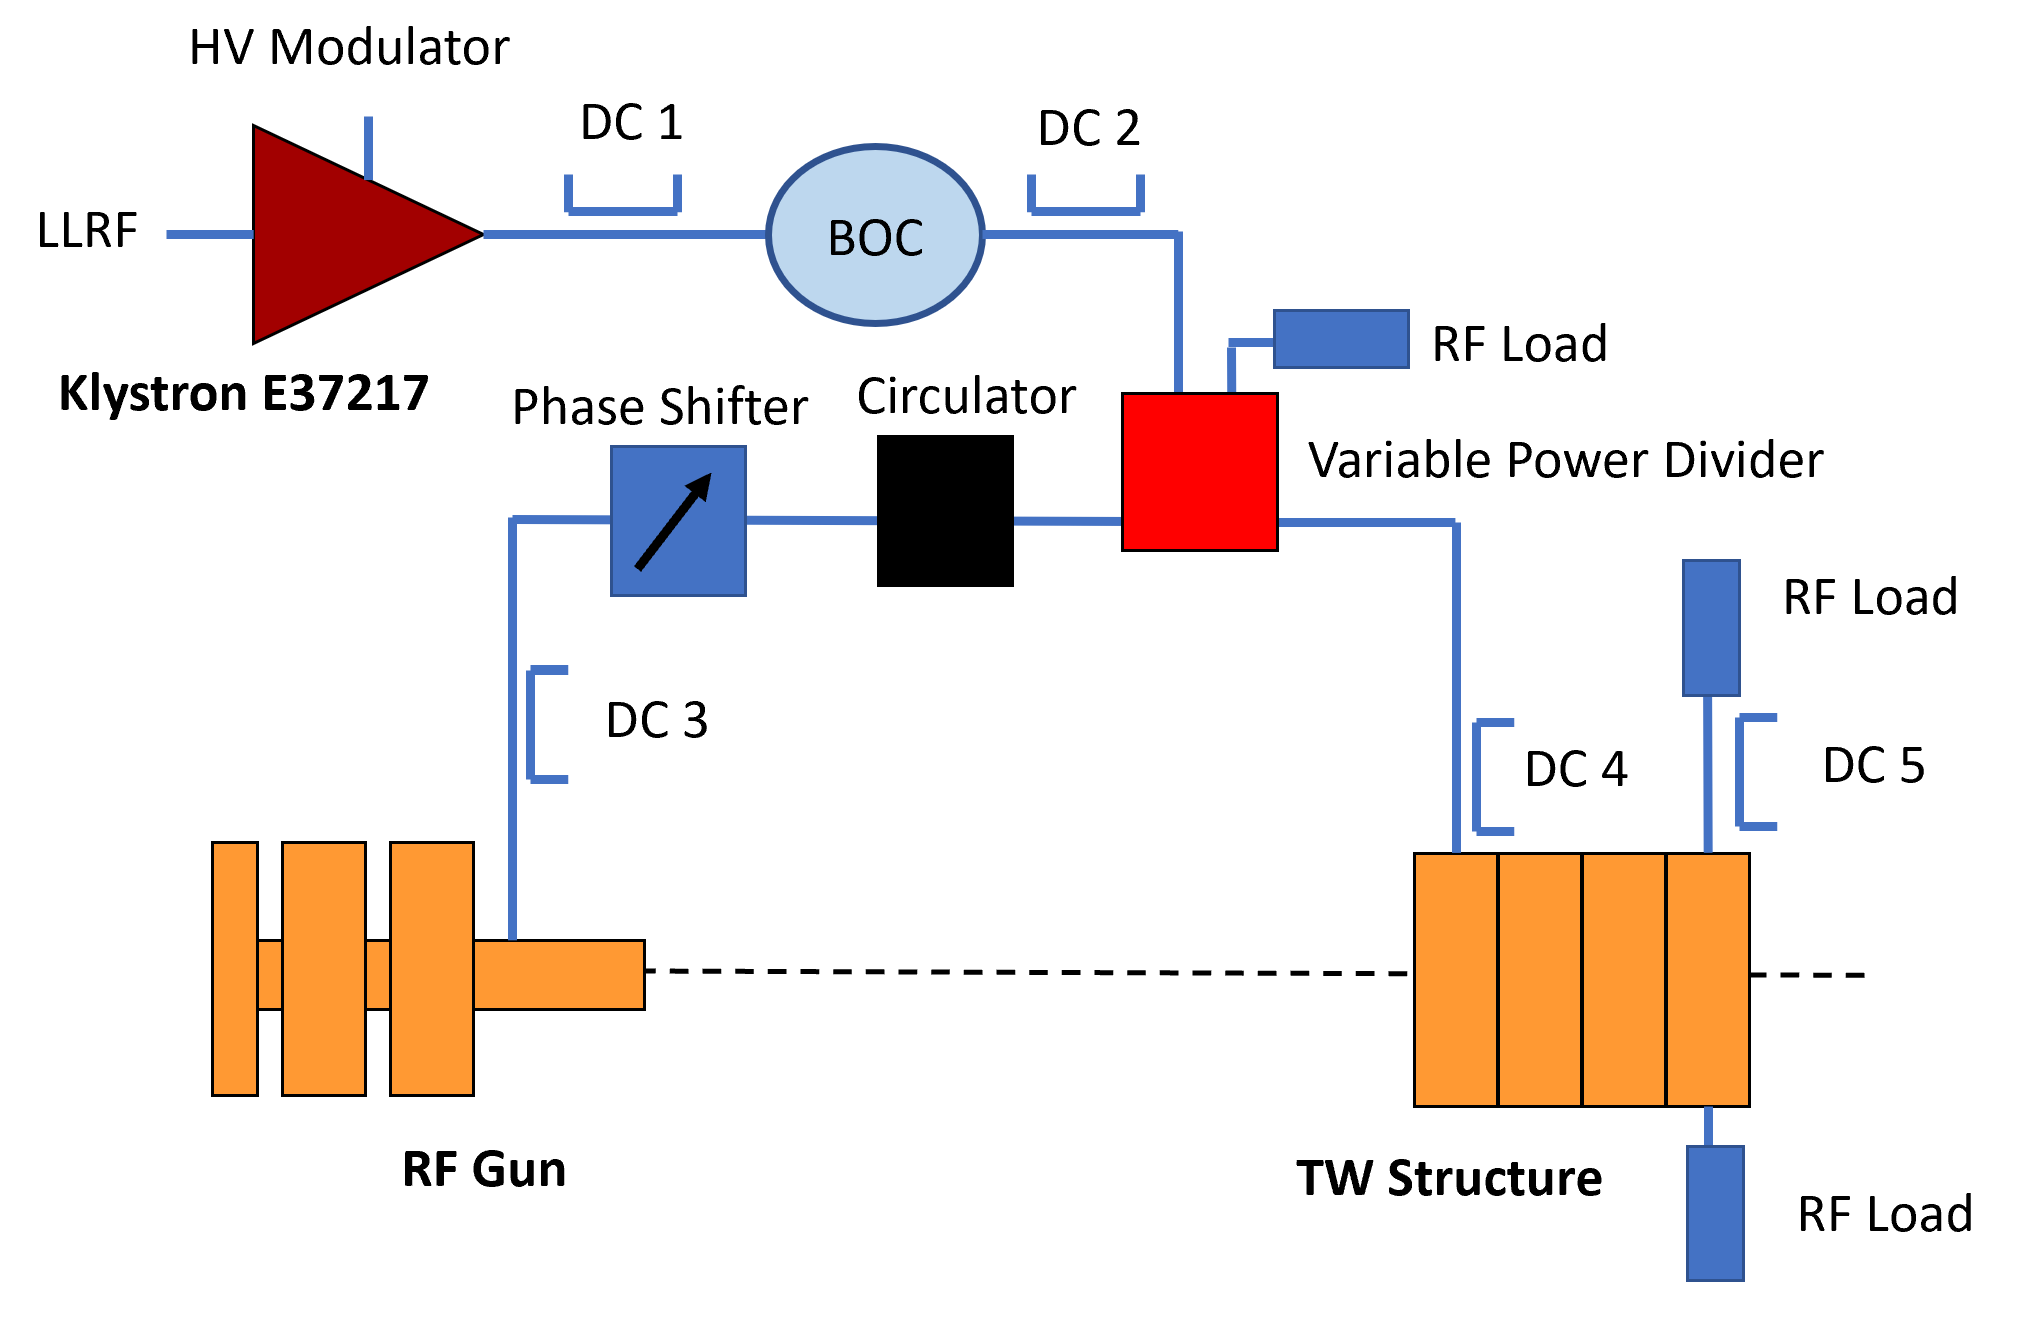 HV Modulator
DC 1
DC 2
LLRF
BOC
RF Load
Klystron E37217
Phase Shifter
Circulator
Variable Power Divider
RF Load
DC 3
DC 4
DC 5
RF Gun
TW Structure
RF Load